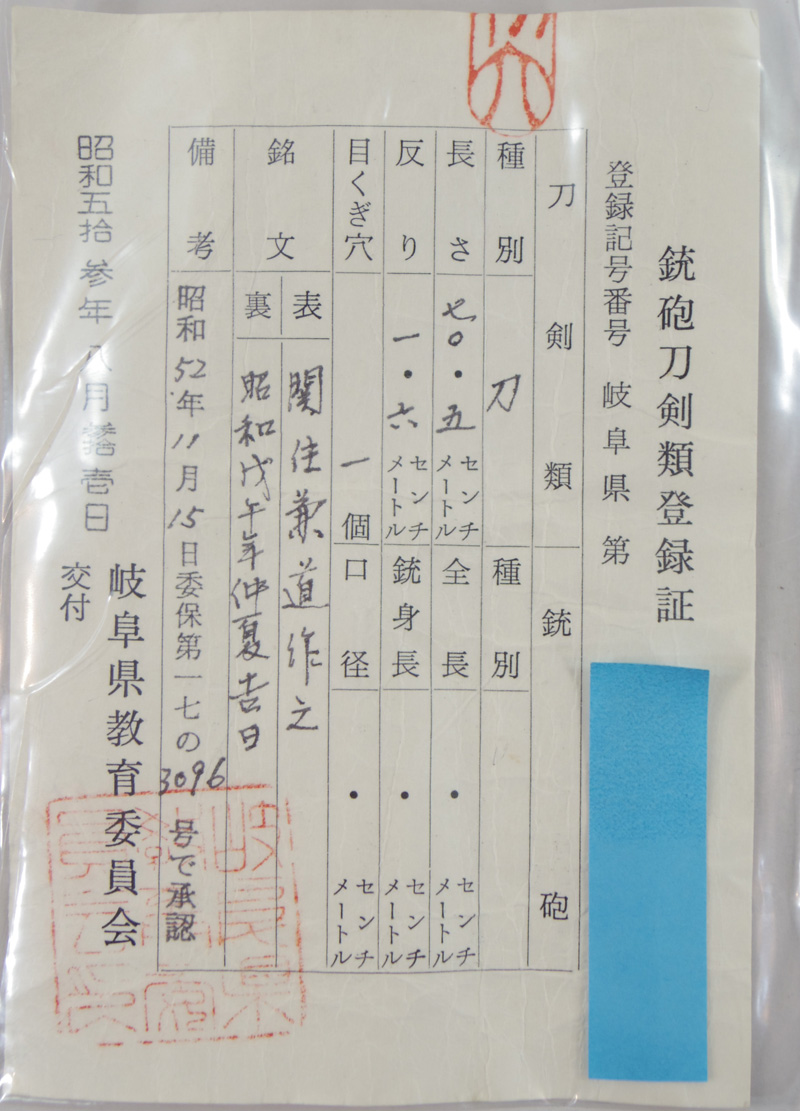 銃砲刀剣類登録証
登録記号番号 岐阜県 第
刀剣類
銃砲
種別 刀
種別
長さ 七〇・五 センチメートル
全長 ・ センチメートル
反り 一・六 センチメートル
銃身長 ・ センチメートル
目くぎ穴 一個
口径 ・ センチメートル
銘文
表 関住兼道作之
裏 昭和戊午年仲夏吉日
備考 昭和52年11月15日委保第一七の3096号で承認
岐阜県教育委員会
昭和五拾参年八月拾壱日
交付